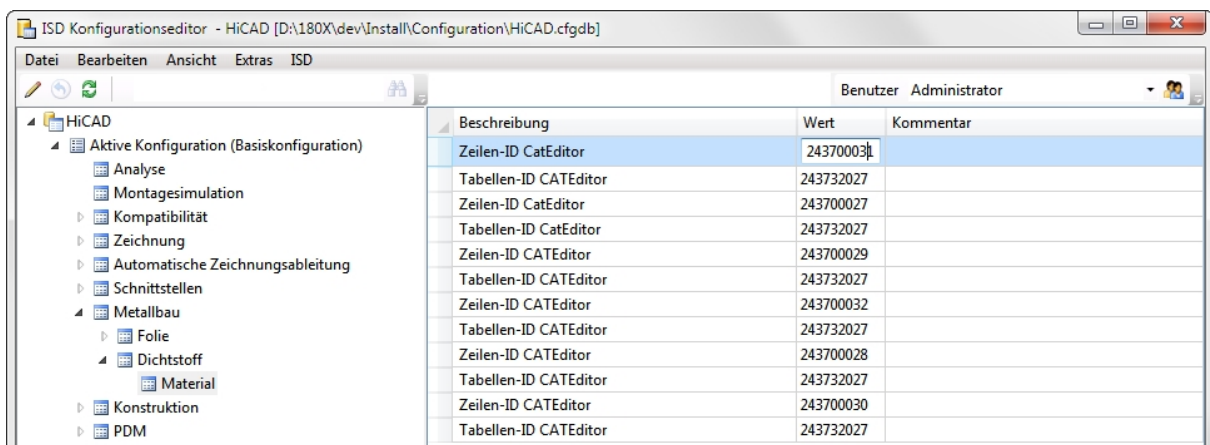 ISD Konfigurationseditor - HiCAD [D:\180X\dev\Install\Configuration\HiCAD.cfgdb]
Datei Bearbeiten Ansicht Extras ISD
Benutzer Administrator
HiCAD
Aktive Konfiguration (Basiskonfiguration)
Analyse
Montagesimulation
Kompatibilität
Zeichnung
Automatische Zeichnungsableitung
Schnittstellen
Metallbau
Folie
Dichtstoff
Material
Konstruktion
PDM
Beschreibung Wert Kommentar
Zeilen-ID CatEditor 243700031
Tabellen-ID CATEditor 243732027
Zeilen-ID CatEditor 243700027
Tabellen-ID CatEditor 243732027
Zeilen-ID CATEditor 243700029
Tabellen-ID CATEditor 243732027
Zeilen-ID CATEditor 243700032
Tabellen-ID CATEditor 243732027
Zeilen-ID CATEditor 243700028
Tabellen-ID CATEditor 243732027
Zeilen-ID CATEditor 243700030
Tabellen-ID CATEditor 243732027